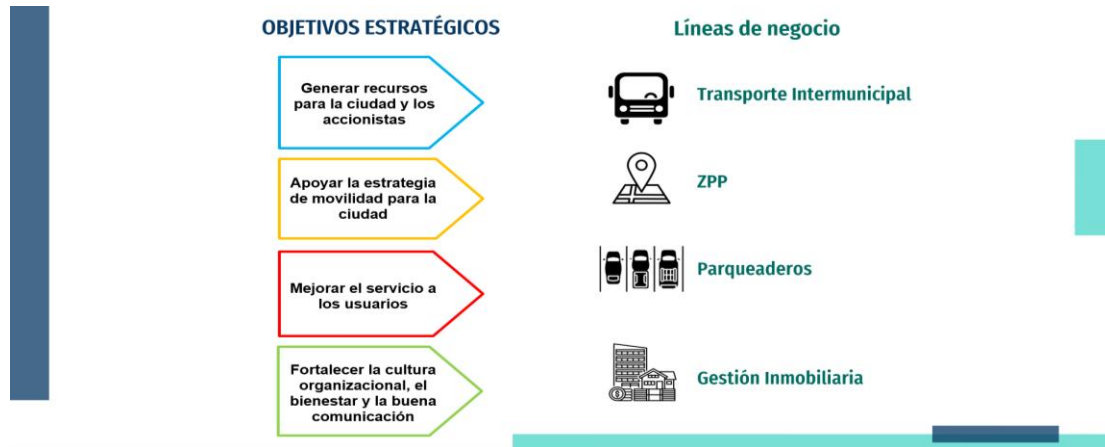 OBJETIVOS ESTRATÉGICOS
Generar recursos
para la ciudad y los
accionistas
Apoyar la estrategia
de movilidad para la
ciudad
Mejorar el servicio a
los usuarios
Fortalecer la cultura
organizacional, el
bienestar y la buena
comunicación
Líneas de negocio
Transporte Intermunicipal
ZPP
Parqueaderos
Gestión Inmobiliaria